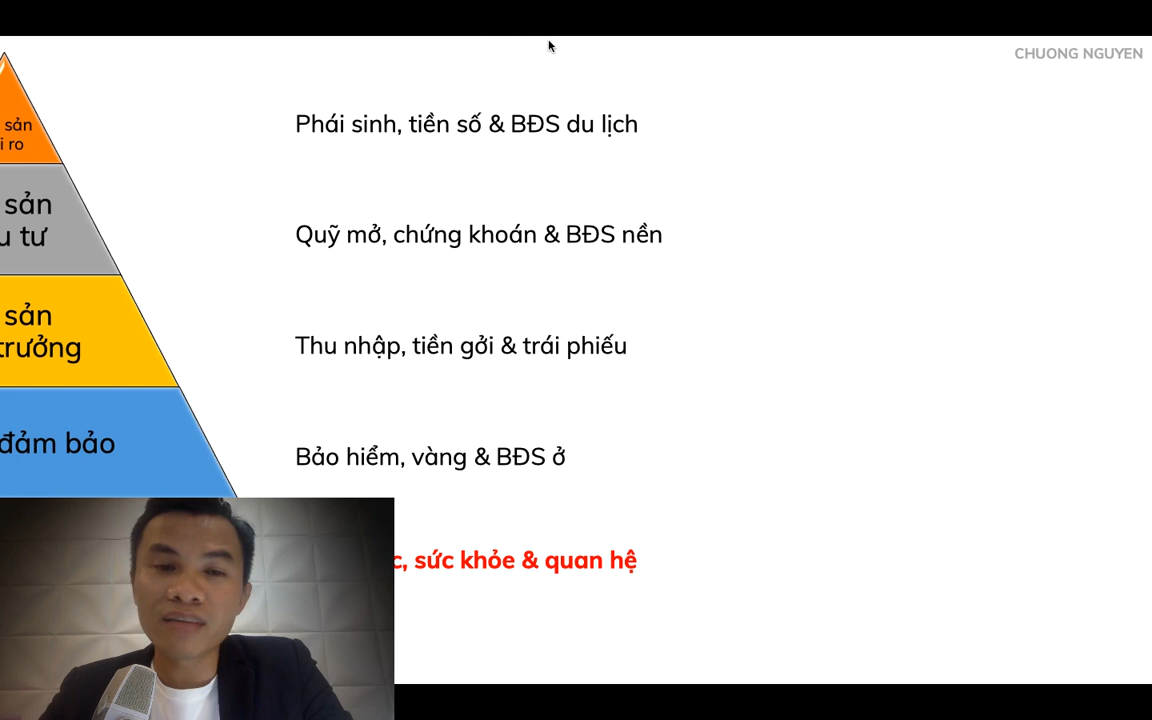 CHUONG NGUYEN
sản
i ro
Phái sinh, tiền số & BĐS du lịch
sản
u tư
Quỹ mở, chứng khoán & BĐS nền
sản
trưởng
Thu nhập, tiền gởi & trái phiếu
đảm bảo
Bảo hiểm, vàng & BĐS ở
c, sức khỏe & quan hệ